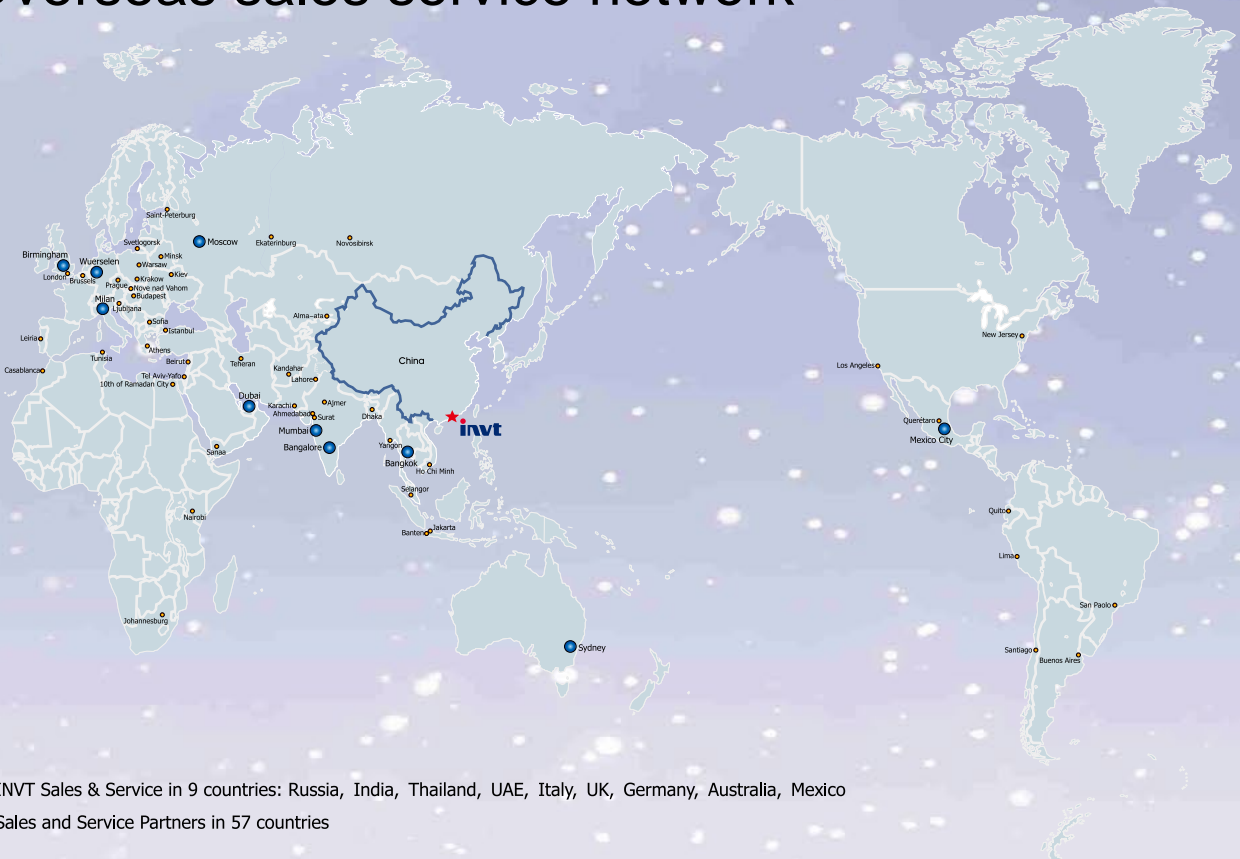 overseas sales service network
Saint-Peterburg
Moscow
Svetlogorsk
Ekaterinburg
Novosibirsk
Birmingham
Wuerselen
Minsk
Warsaw
London
Brussels
Kiev
Krakow
Prague
Nove nad Vahom
Budapest
Milan
Ljubljana
Sofia
Istanbul
Alma-ata
Leiria
Athens
New Jersey
Tunisia
Beirut
Teheran
China
Casablanca
Tel Aviv-Yafo
Kandahar
Los Angeles
10th of Ramadan City
Lahore
Dubai
Karachi
Ajmer
Ahmedabad
Surat
Dhaka
Querétaro
Mumbai
invt
Mexico City
Bangalore
Yangon
Sanaa
Bangkok
Ho Chi Minh
Selangor
Nairobi
Quito
Jakarta
Banten
Lima
San Paolo
Johannesburg
Sydney
Santiago
Buenos Aires
INVT Sales & Service in 9 countries: Russia, India, Thailand, UAE, Italy, UK, Germany, Australia, Mexico
Sales and Service Partners in 57 countries